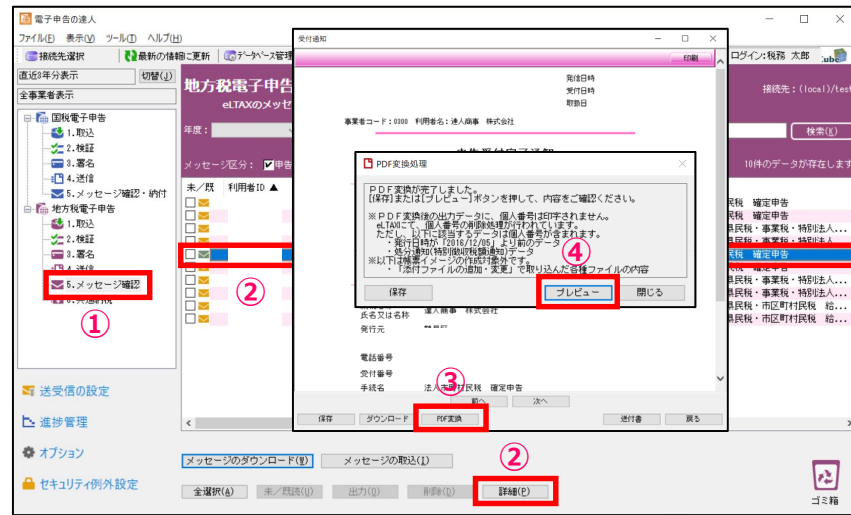 電子申告の達人
ファイル(F) 表示(V) ツール(T) ヘルプ(H)
接続先選択 最新の情報に更新 データベース管理 ログイン:税務 太郎
直近3年分表示 切替(J)
全事業者表示
国税電子申告
1.取込
2.検証
3.署名
4.送信
5.メッセージ確認・納付
地方税電子申告
1.取込
2.検証
3.署名
4.送信
5.メッセージ確認
①
送受信の設定
進捗管理
オプション
セキュリティ例外設定
地方税電子申告
eLTAXのメッセ
接続先:(local)/test
年度:
検索(K)
メッセージ区分: 申告
10件のデータが存在します
未/既 利用者ID ▲
②
民税 確定申告
民税 確定申告
県民税・事業税・特別法人...
民税 確定申告
県民税・事業税・特別法人...
県民税・事業税・特別法人...
県民税・市区町村民税 給...
県民税・市区町村民税 給...
受付通知
印刷
発信日時
受付日時
取扱日
事業者コード:0300 利用者名:達人商事 株式会社
PDF変換処理
PDF変換が完了しました。
[保存]または[プレビュー]ボタンを押して、内容をご確認ください。
※PDF変換後の出力データに、個人番号は印字されません。
eLTAXにて、個人番号の削除処理が行われています。
ただし、以下に該当するデータは個人番号が含まれます。
・発行日時が「2016/12/05」より前のデータ
・処分通知(特別徴収税額通知)データ
※以下は帳票イメージの作成対象外です。
・「添付ファイルの追加・変更」で取り込んだ各種ファイルの内容
④
保存 プレビュー 閉じる
氏名又は名称 達人商事 株式会社
発行元
電話番号
受付番号
手続名 法人市町村民税 確定申告
③
前へ 次へ
保存 ダウンロード PDF変換 送付書 戻る
②
メッセージのダウンロード(W) メッセージの取込(I)
全選択(A) 未/既読(U) 出力(O) 削除(D) 詳細(P)
ゴミ箱